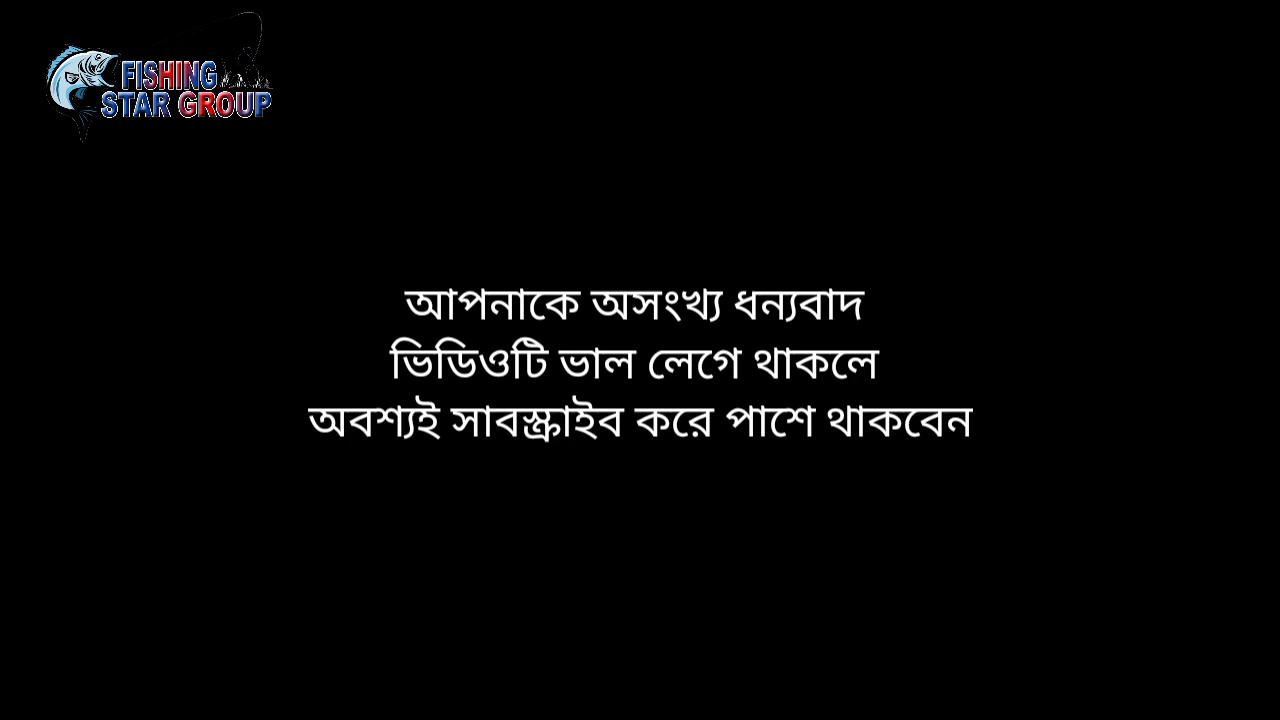 FISHING
STAR GROUP
আপনাকে অসংখ্য ধন্যবাদ
ভিডিওটি ভাল লেগে থাকলে
অবশ্যই সাবস্ক্রাইব করে পাশে থাকবেন